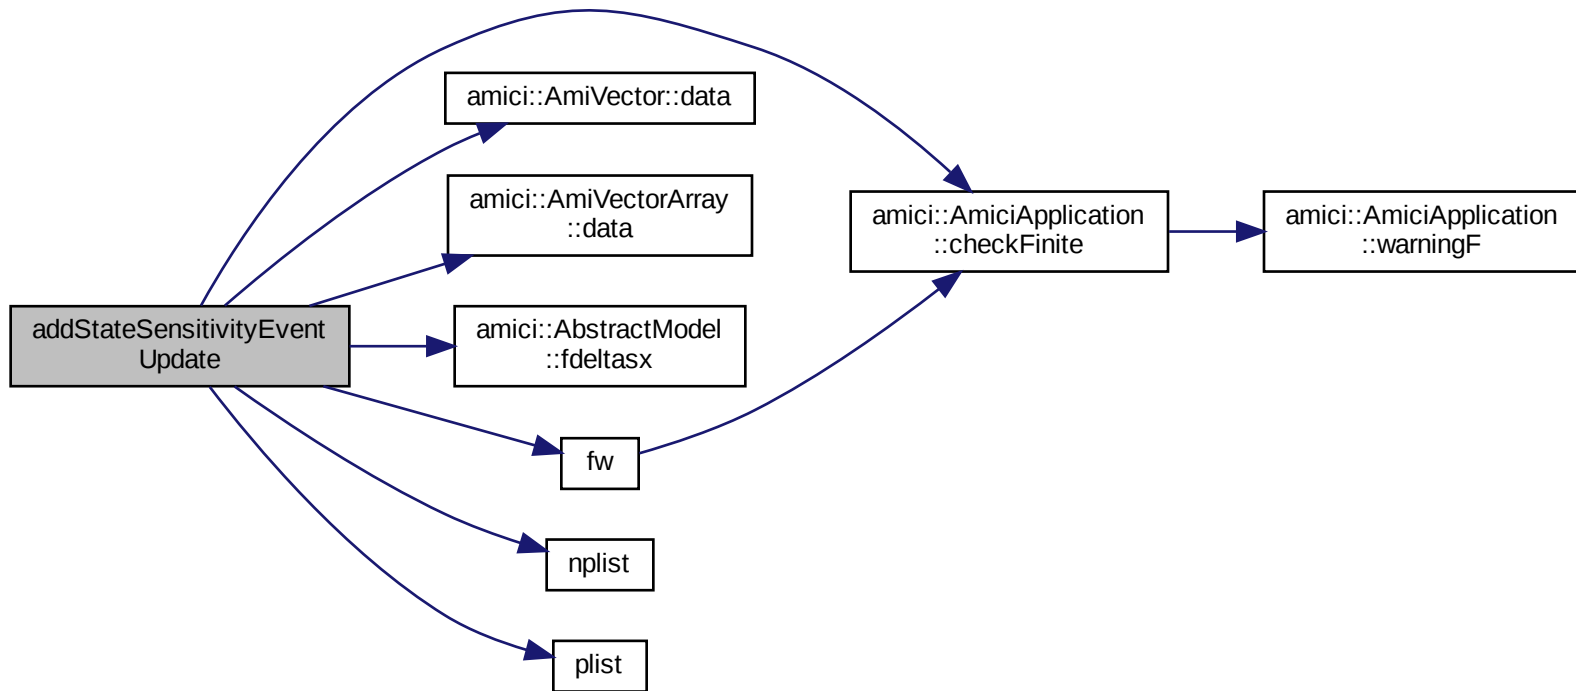 addStateSensitivityEvent
Update
amici::AmiVector::data
amici::AmiVectorArray
::data
amici::AbstractModel
::fdeltasx
fw
nplist
plist
amici::AmiciApplication
::checkFinite
amici::AmiciApplication
::warningF